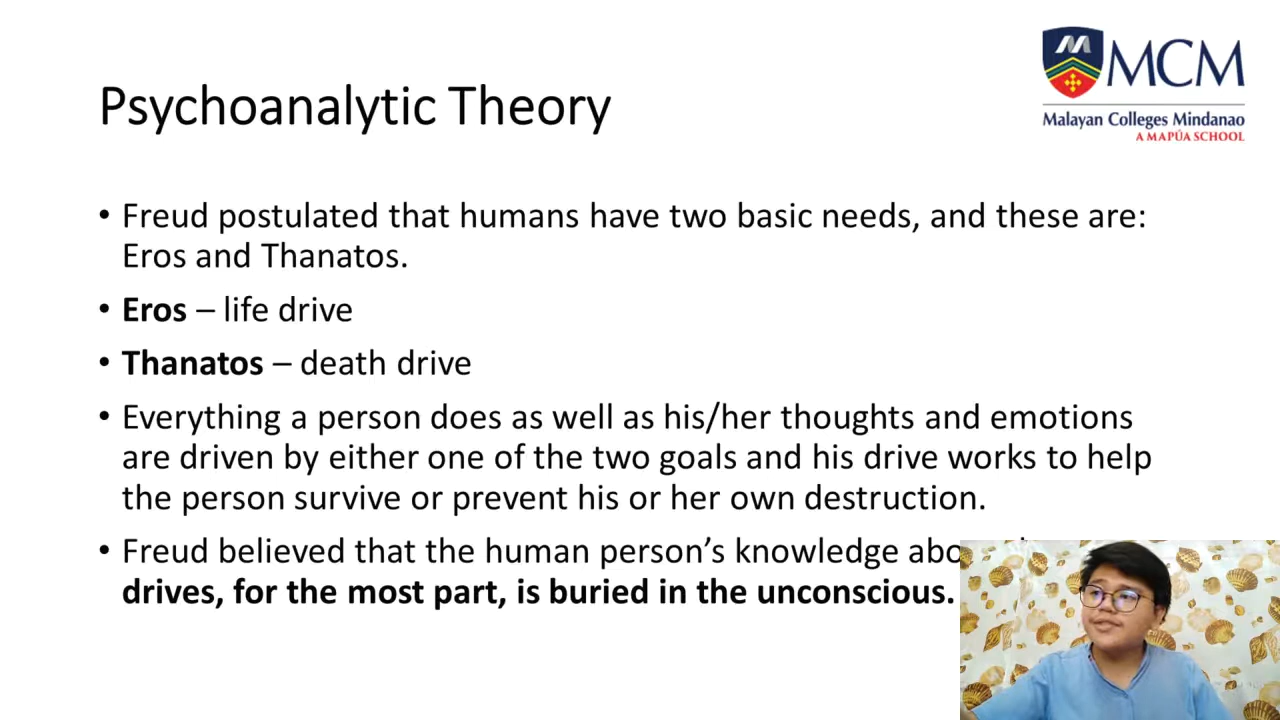 MCM
Malayan Colleges Mindanao
A MAPÚA SCHOOL
Psychoanalytic Theory
• Freud postulated that humans have two basic needs, and these are:
Eros and Thanatos.
• Eros – life drive
• Thanatos – death drive
• Everything a person does as well as his/her thoughts and emotions
are driven by either one of the two goals and his drive works to help
the person survive or prevent his or her own destruction.
• Freud believed that the human person’s knowledge
drives, for the most part, is buried in the unconscious.